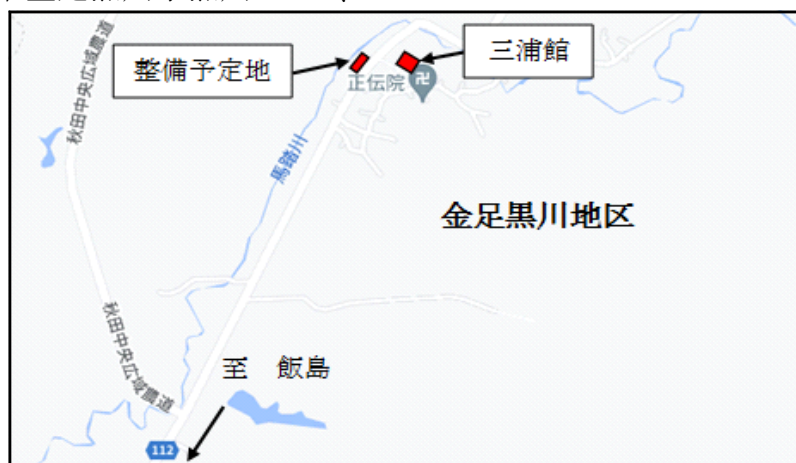 整備予定地
三浦館
正伝院
秋田中央広域農道
馬踏川
金足黒川地区
秋田中央広域農道
至 飯島
112